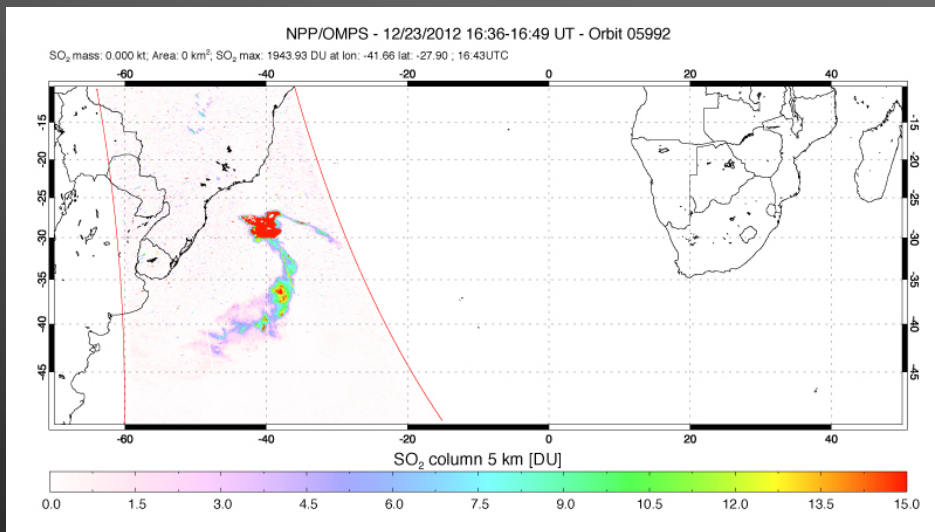 NPP/OMPS - 12/23/2012 16:36-16:49 UT - Orbit 05992
SO₂ mass: 0.000 kt; Area: 0 km²; SO₂ max: 1943.93 DU at lon: -41.66 lat: -27.90 ; 16:43UTC
-60 -40 -20 0 20 40
-15 -15
-20 -20
-25 -25
-30 -30
-35 -35
-40 -40
-45 -45
-60 -40 -20 0 20 40
SO₂ column 5 km [DU]
0.0 1.5 3.0 4.5 6.0 7.5 9.0 10.5 12.0 13.5 15.0